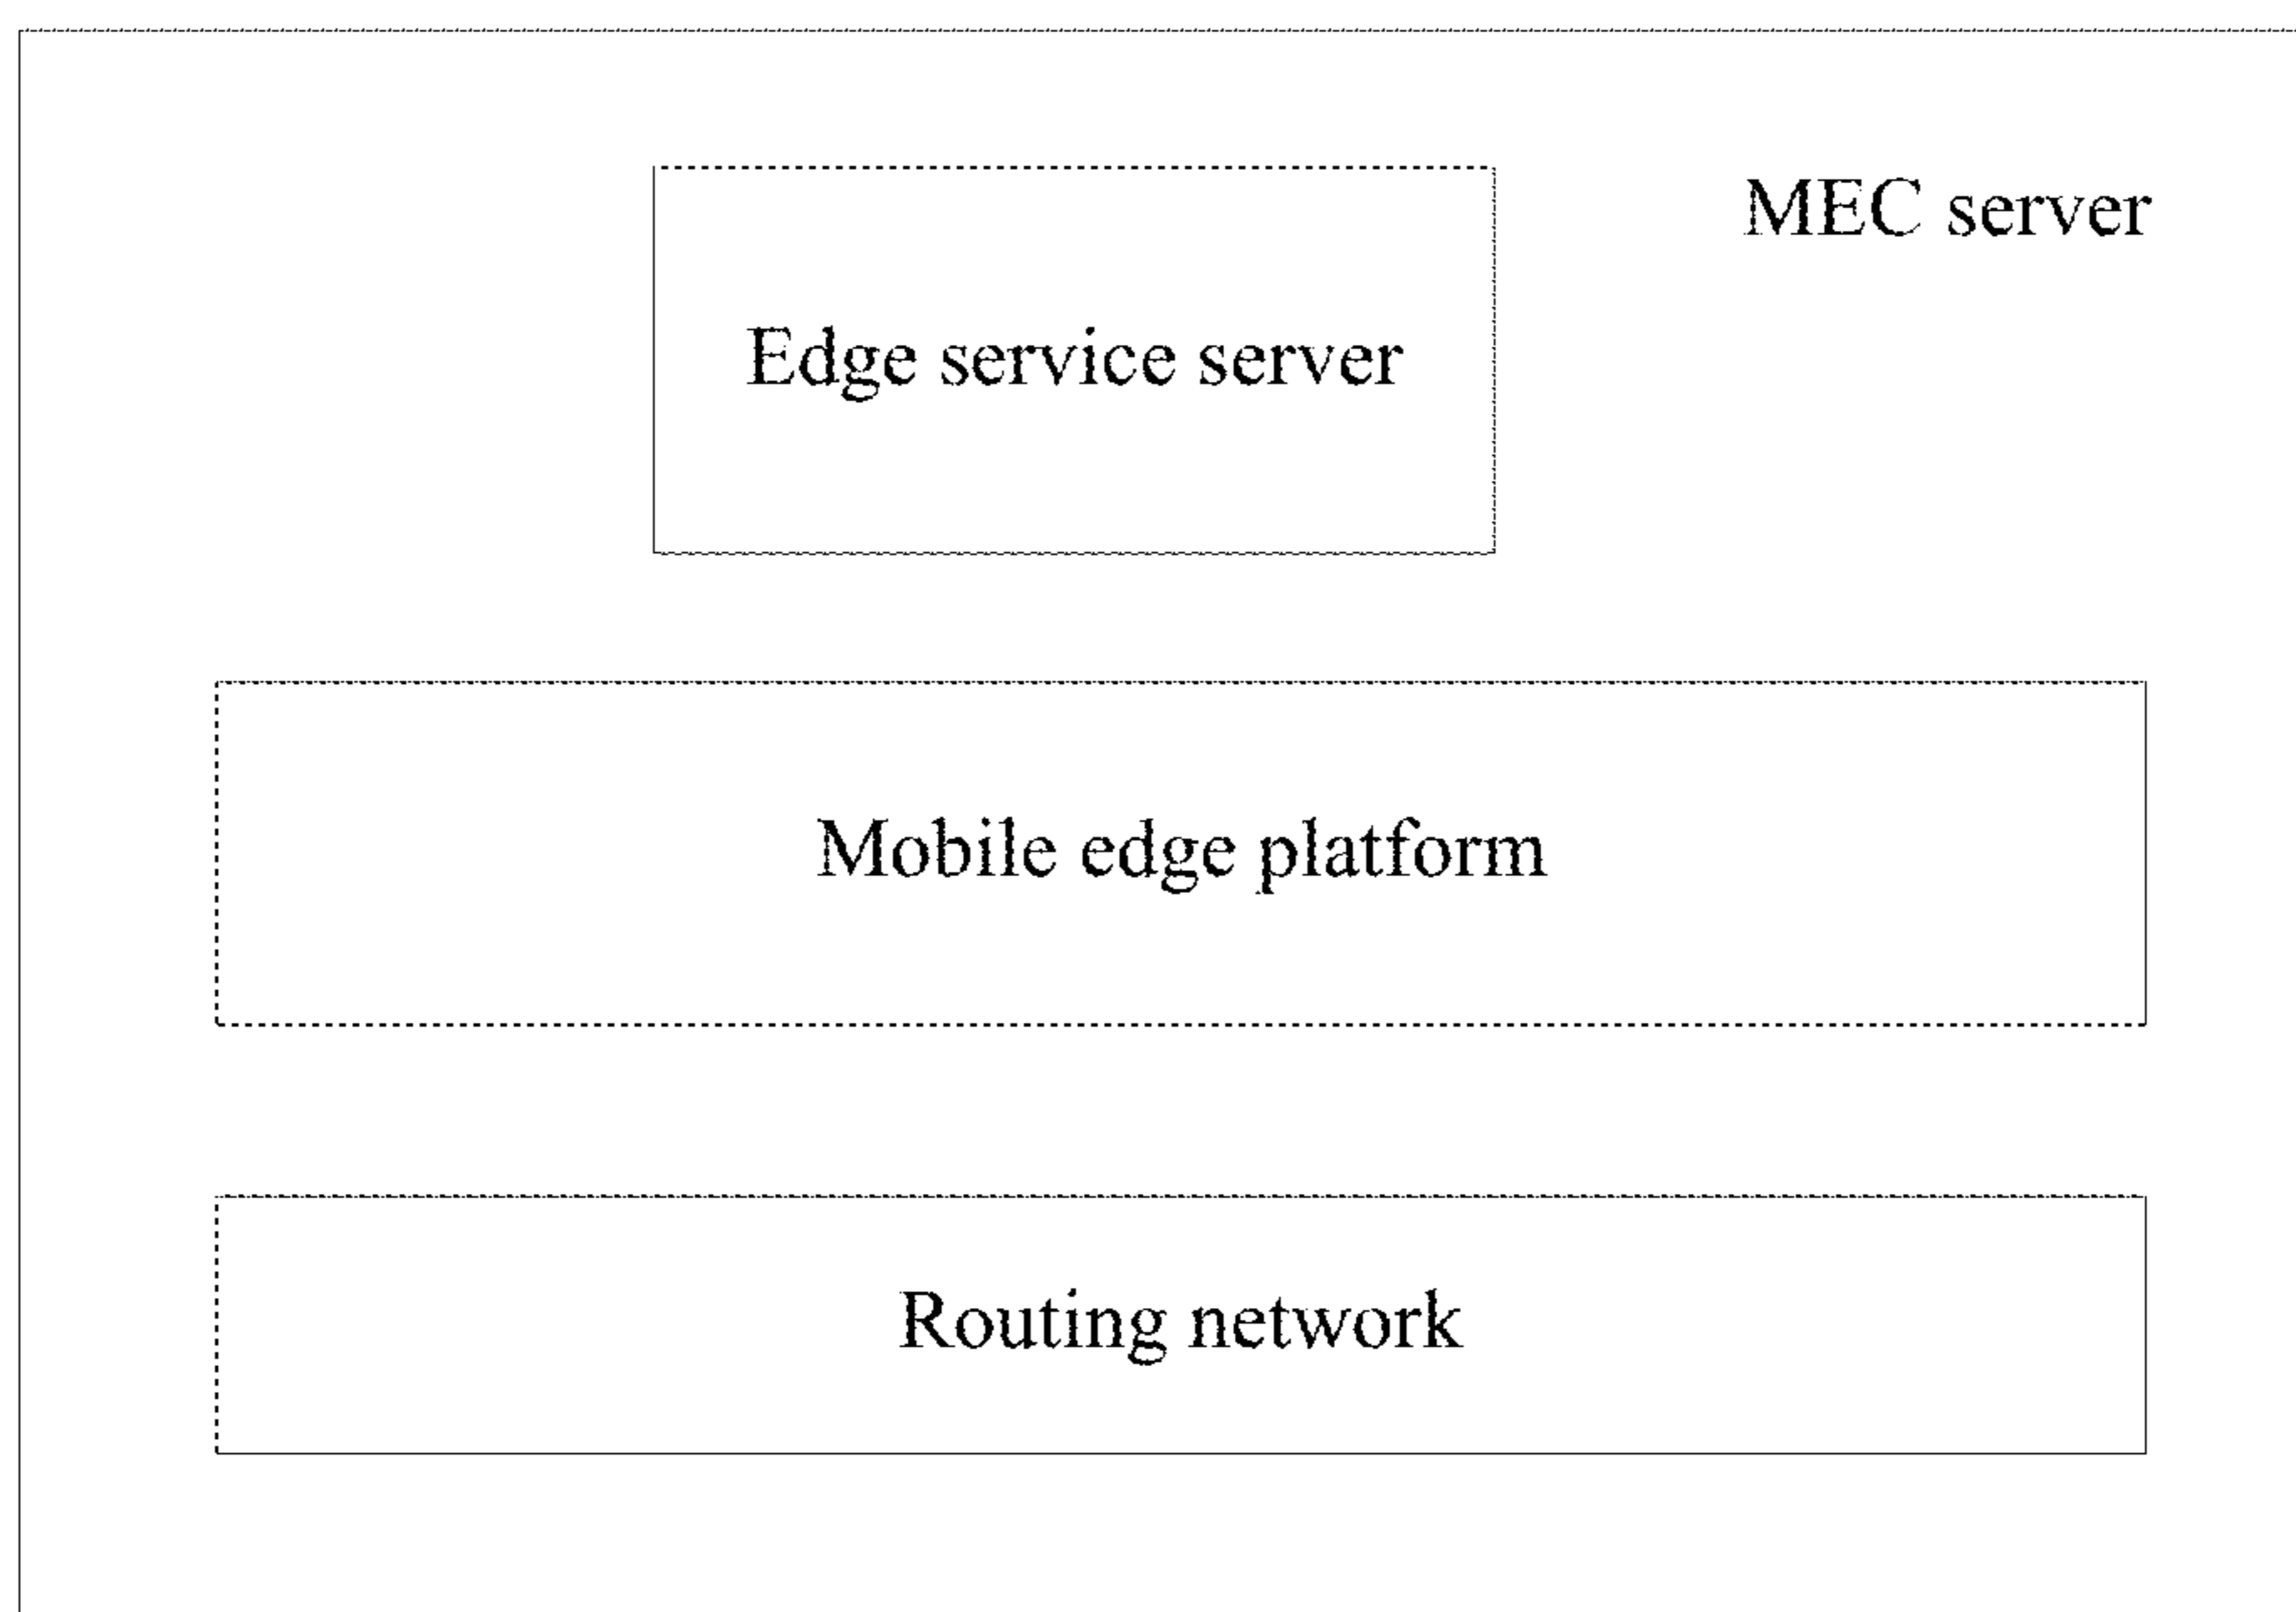 MEC server
Edge service server
Mobile edge platform
Routing network